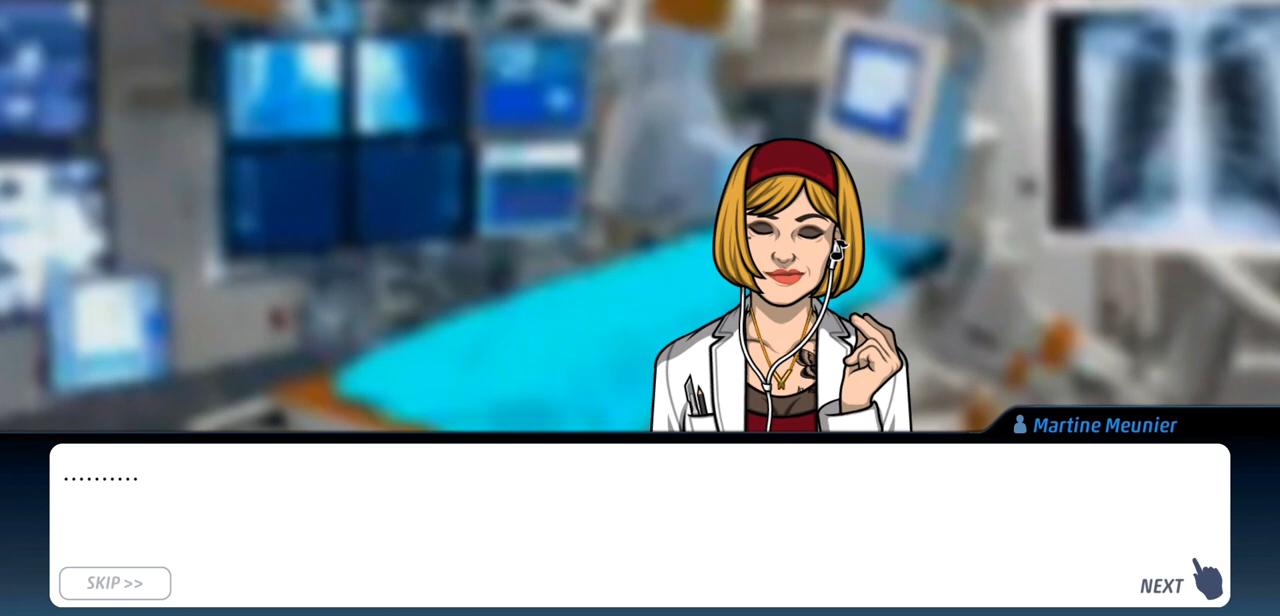 Martine Meunier
..........
SKIP >>
NEXT